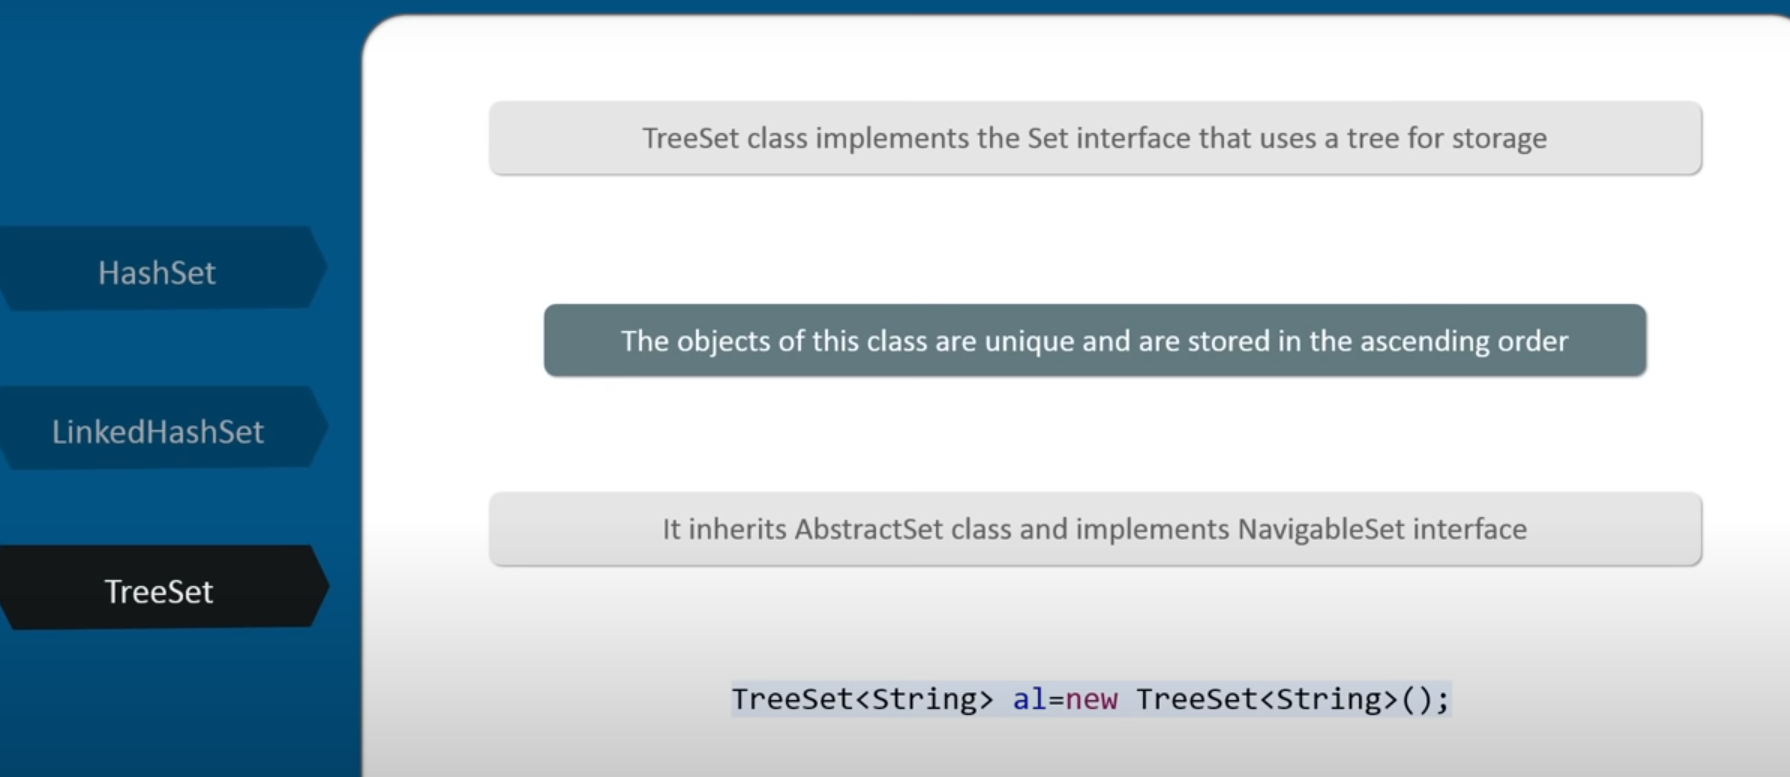 HashSet
LinkedHashSet
TreeSet
TreeSet class implements the Set interface that uses a tree for storage
The objects of this class are unique and are stored in the ascending order
It inherits AbstractSet class and implements NavigableSet interface
TreeSet<String> al=new TreeSet<String>();